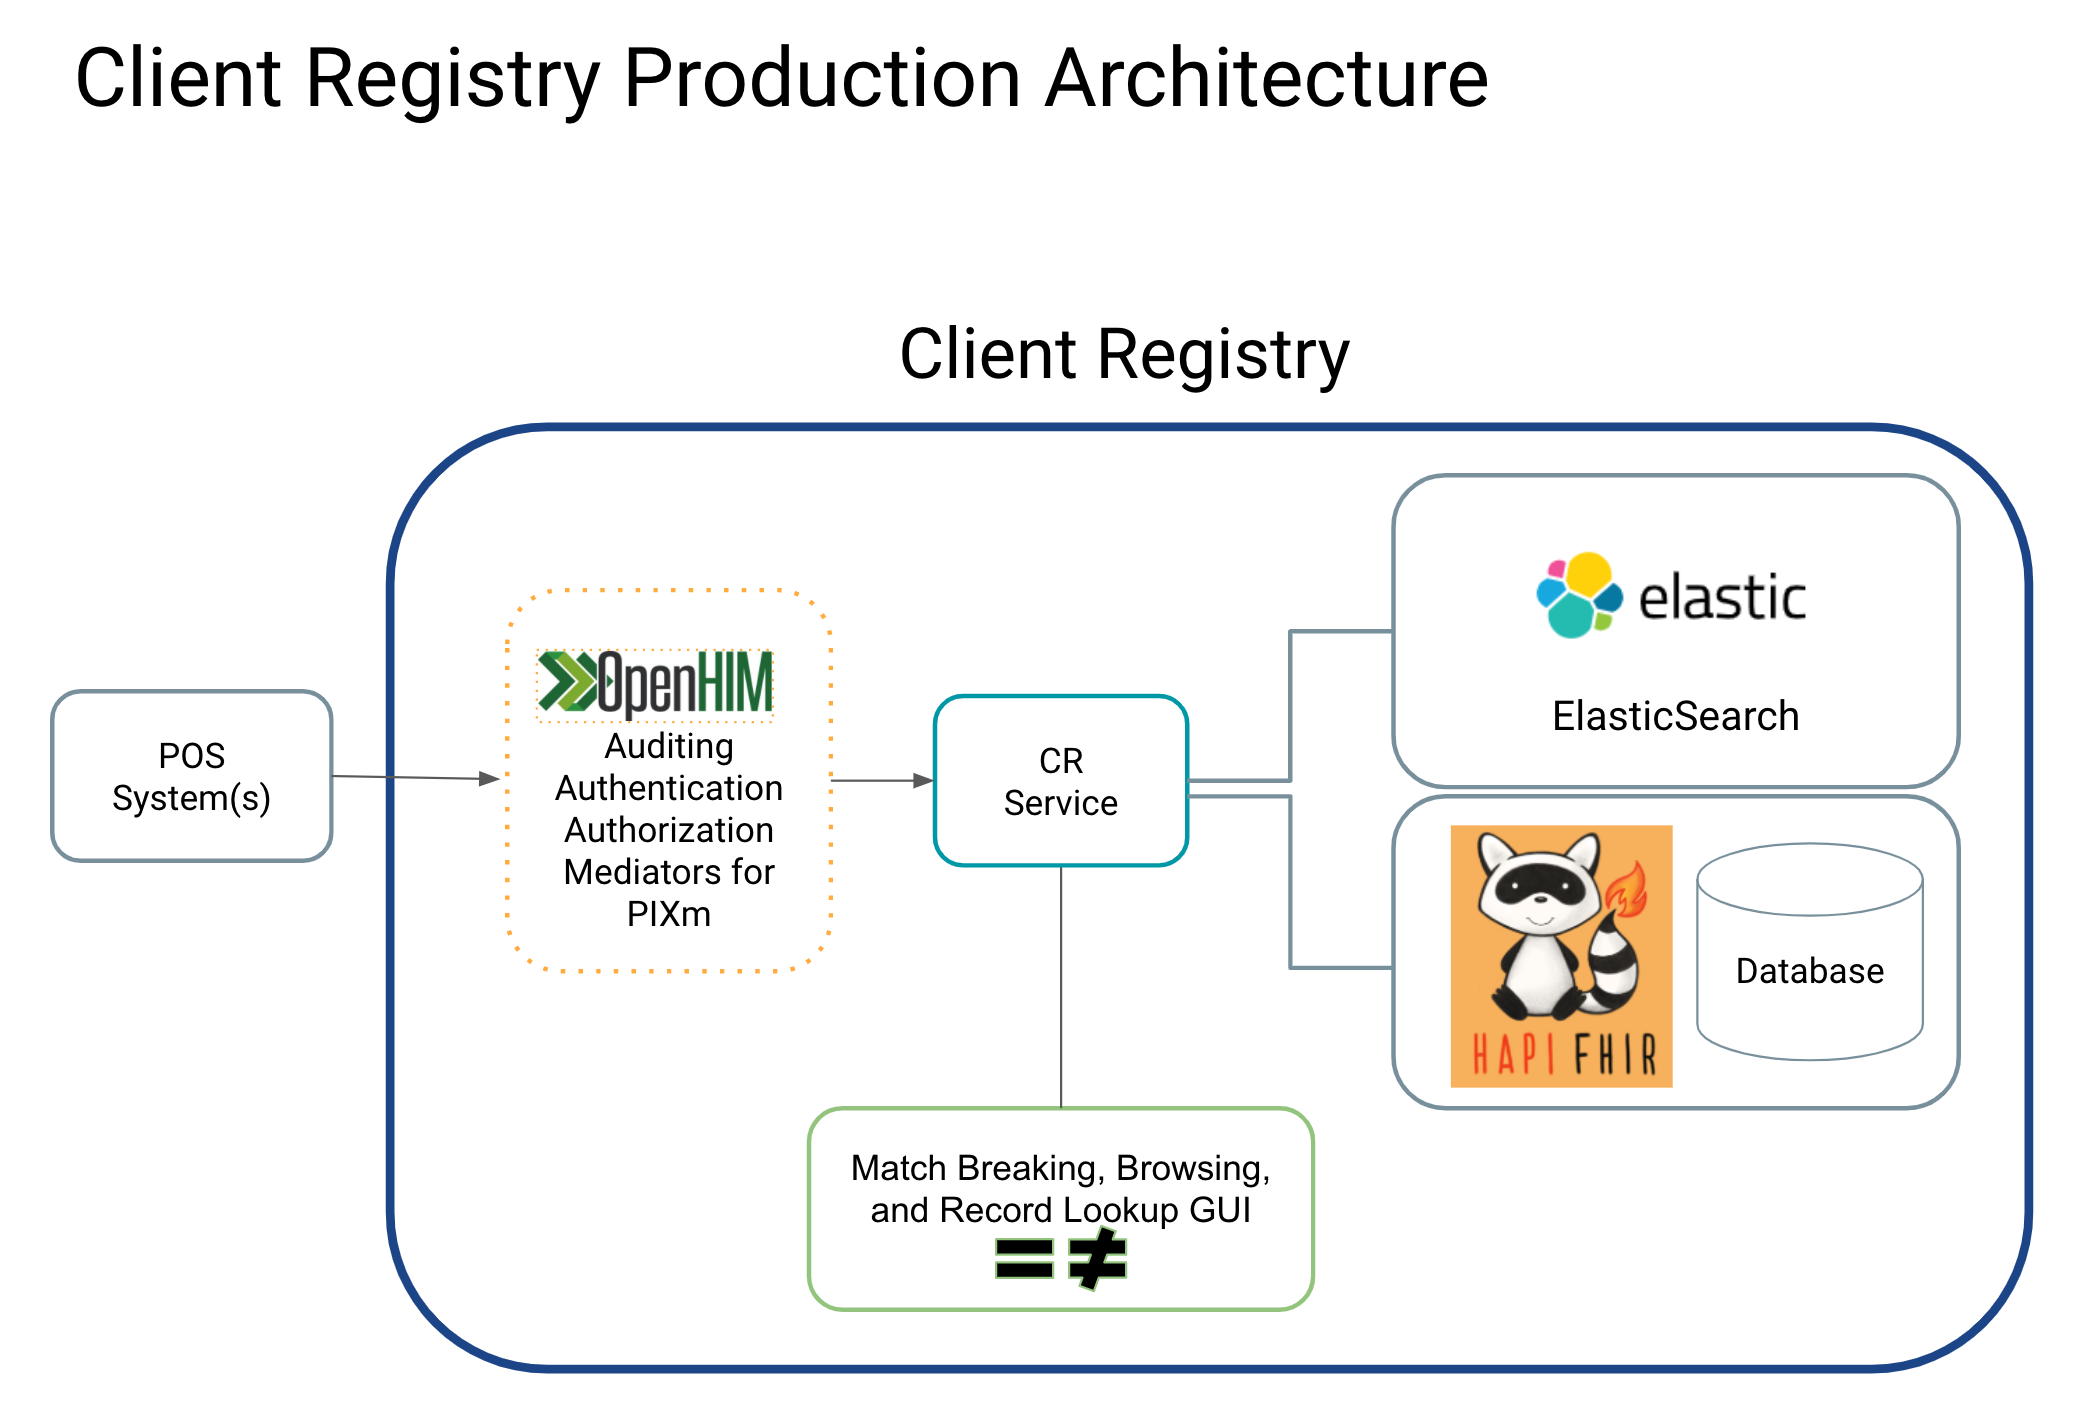 Client Registry Production Architecture
Client Registry
POS
System(s)
OpenHIM
Auditing
Authentication
Authorization
Mediators for
PIXm
CR
Service
elastic
ElasticSearch
HAPI FHIR
Database
Match Breaking, Browsing,
and Record Lookup GUI
= ≠